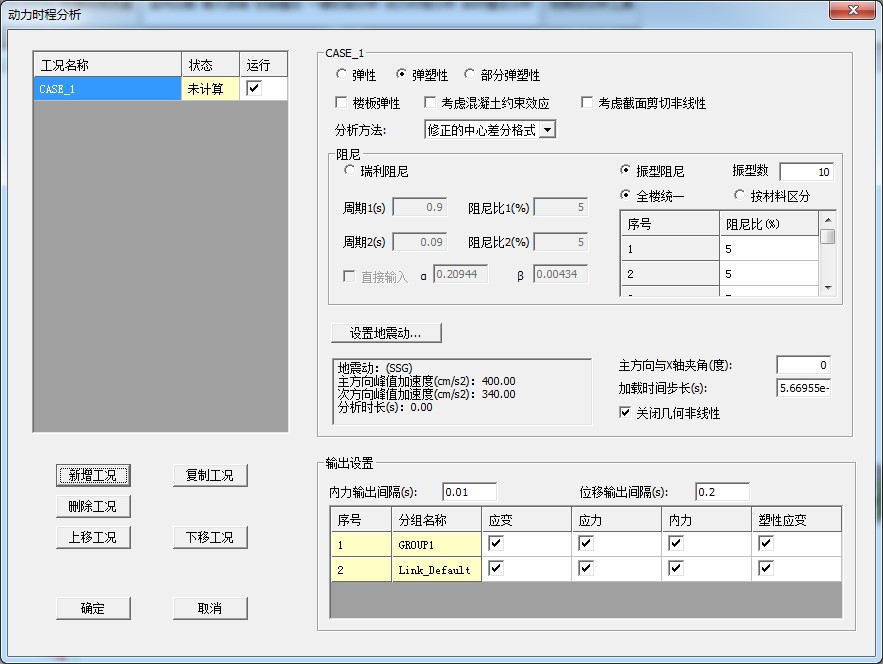 动力时程分析
工况名称 状态 运行
CASE_1 未计算
新增工况 复制工况
删除工况
上移工况 下移工况
确定 取消
CASE_1
弹性 弹塑性 部分弹塑性
楼板弹性 考虑混凝土约束效应 考虑截面剪切非线性
分析方法: 修正的中心差分格式
阻尼
瑞利阻尼 振型阻尼 振型数 10
全楼统一 按材料区分
周期1(s) 0.9 阻尼比1(%) 5
周期2(s) 0.09 阻尼比2(%) 5
直接输入 α 0.20944 β 0.00434
序号 阻尼比(%)
1 5
2 5
设置地震动...
地震动: (SSG)
主方向峰值加速度(cm/s2): 400.00
次方向峰值加速度(cm/s2): 340.00
分析时长(s): 0.00
主方向与X轴夹角(度): 0
加载时间步长(s): 5.66955e-
关闭几何非线性
输出设置
内力输出间隔(s): 0.01 位移输出间隔(s): 0.2
序号 分组名称 应变 应力 内力 塑性应变
1 GROUP1
2 Link_Default